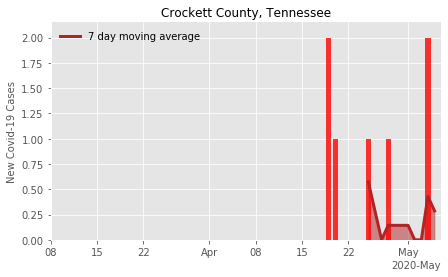 Crockett County, Tennessee
7 day moving average
New Covid-19 Cases
2.00
1.75
1.50
1.25
1.00
0.75
0.50
0.25
0.00
08 15 22 Apr 08 15 22 May
2020-May